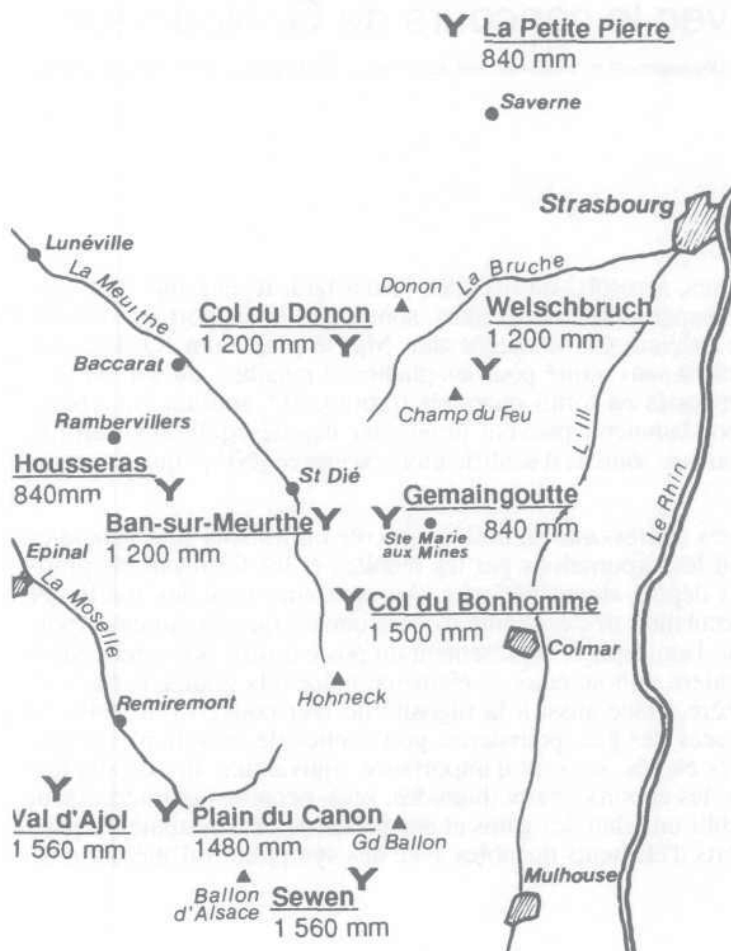 La Petite Pierre
840 mm
Saverne
Strasbourg
Lunéville
La Meurthe
Donon
La Bruche
Col du Donon
1 200 mm
Welschbruch
1 200 mm
Baccarat
Champ du Feu
Rambervillers
L'Ill
Le Rhin
Housseras
840mm
St Dié
Gemaingoutte
840 mm
Ban-sur-Meurthe
1 200 mm
Ste Marie
aux Mines
Epinal
La Moselle
Col du Bonhomme
1 500 mm
Colmar
Hohneck
Remiremont
Val d'Ajol
1 560 mm
Plain du Canon
1480 mm
Gd Ballon
Ballon
d'Alsace
Sewen
1 560 mm
Mulhouse